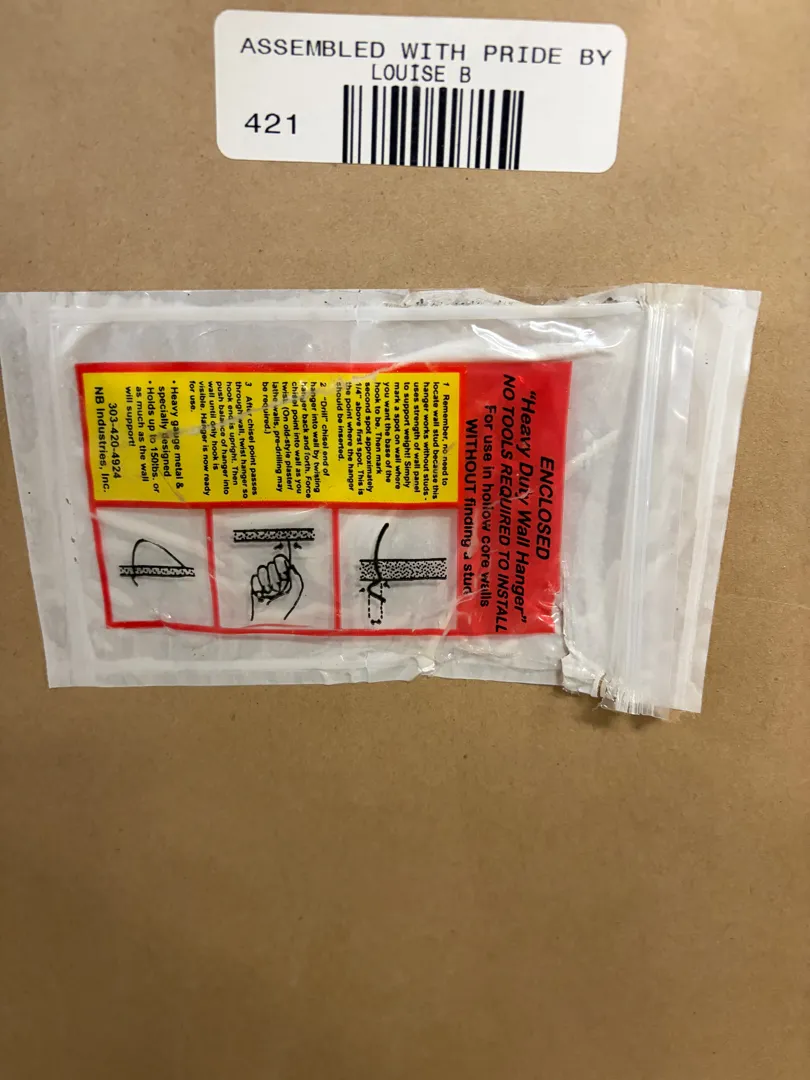 ASSEMBLED WITH PRIDE BY
LOUISE B
421
ENCLOSED
"Heavy Duty Wall Hanger"
NO TOOLS REQUIRED TO INSTALL
For use in hollow core walls
WITHOUT finding a stud
1 Remember, no need to
locate wall stud because this
hanger works without studs -
uses strength of wall panel
to support weight! Simply
mark a spot on wall where
you want the base of the
hook to be. Then mark
second spot approximately
1/4" above first spot. This is
the point where the hanger
should be inserted.
2 "Drill" chisel end of
hanger into wall by twisting
hanger back and forth. Force
chisel point into wall as you
twist! (On old-style plaster/
lathe walls, pre-drilling may
be required.)
3 After chisel point passes
through wall, twist hanger so
hook end is upright. Then
push balance of hanger into
wall until only hook is
visible. Hanger is now ready
for use.
• Heavy gauge metal &
specially designed
• Holds up to 150lbs. or
as much as the wall
will support!
303-420-4924
NB Industries, Inc.